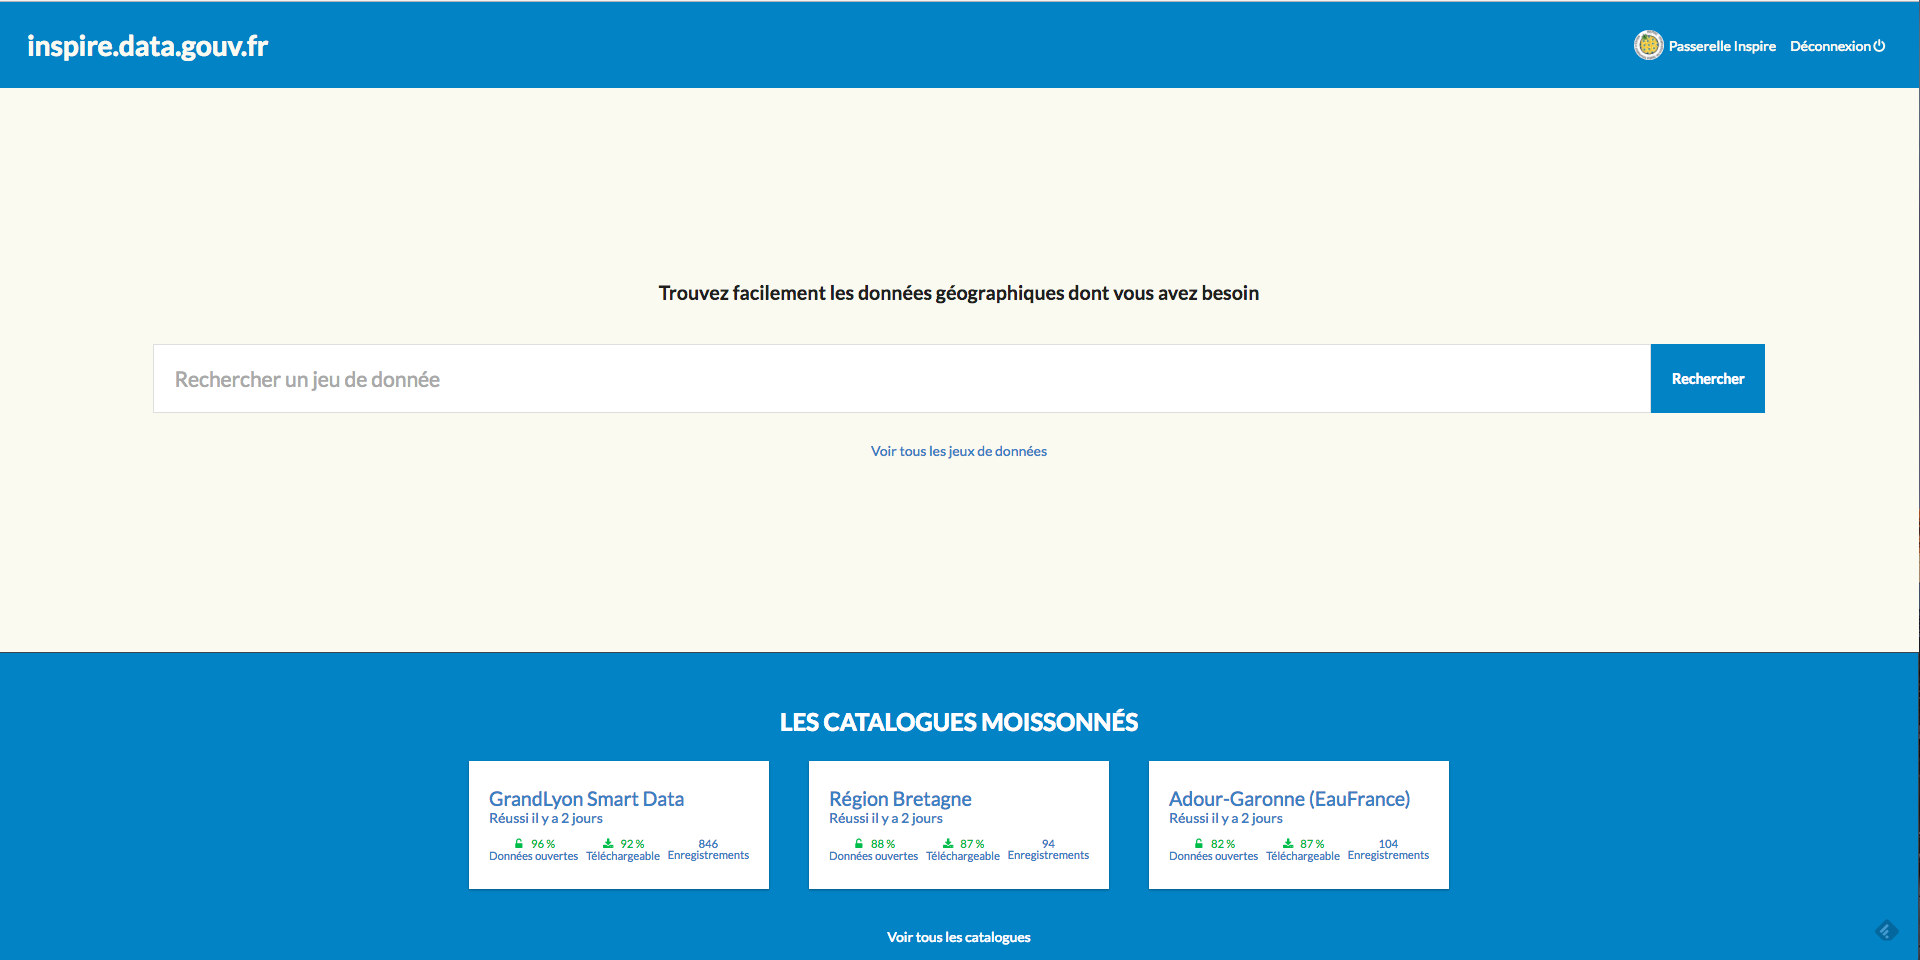 inspire.data.gouv.fr
Passerelle Inspire Déconnexion
Trouvez facilement les données géographiques dont vous avez besoin
Rechercher un jeu de donnée
Rechercher
Voir tous les jeux de données
LES CATALOGUES MOISSONNÉS
GrandLyon Smart Data
Réussi il y a 2 jours
96 % 92 % 846
Données ouvertes Téléchargeable Enregistrements
Région Bretagne
Réussi il y a 2 jours
88 % 87 % 94
Données ouvertes Téléchargeable Enregistrements
Adour-Garonne (EauFrance)
Réussi il y a 2 jours
82 % 87 % 104
Données ouvertes Téléchargeable Enregistrements
Voir tous les catalogues